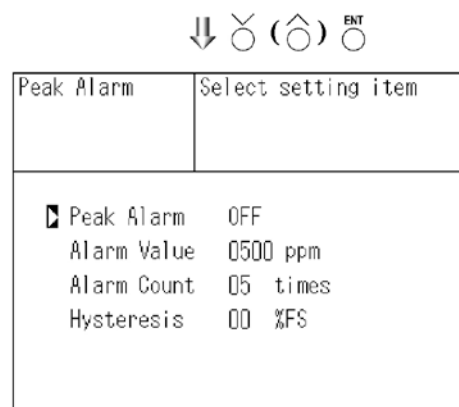 ENT
Peak Alarm
Select setting item
Peak Alarm OFF
Alarm Value 0500 ppm
Alarm Count 05 times
Hysteresis 00 %FS